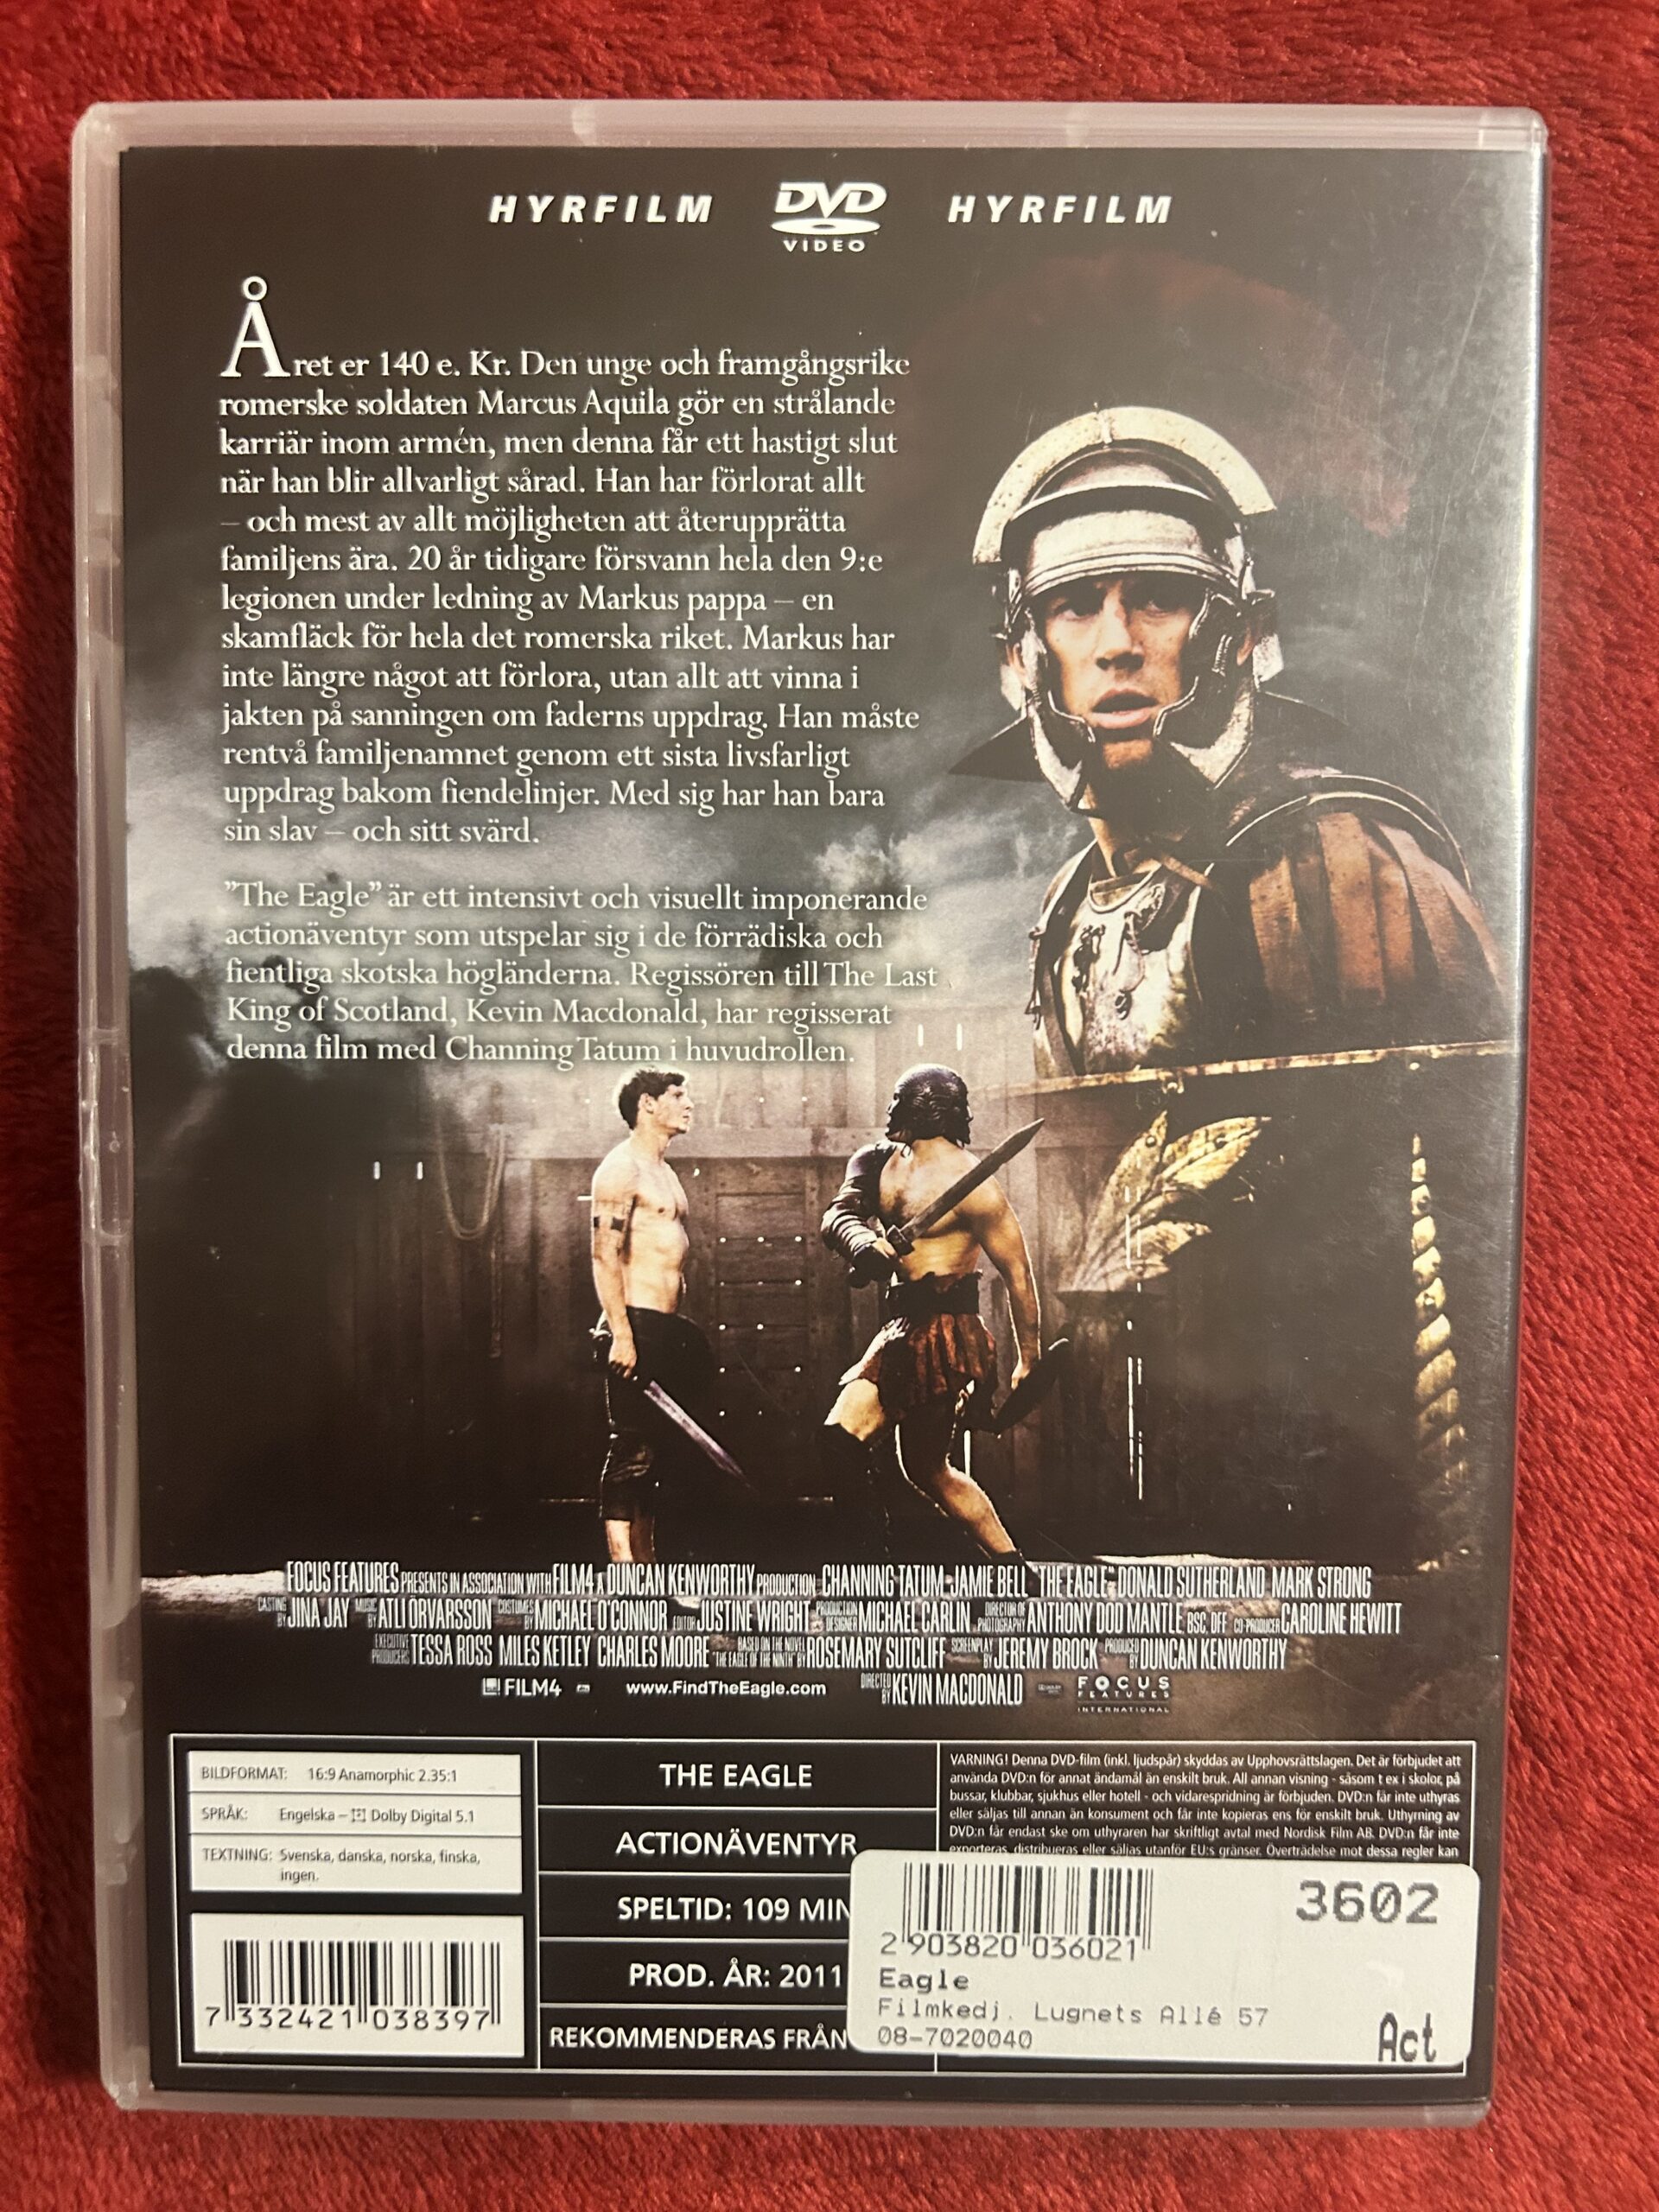 HYRFILM DVD VIDEO HYRFILM
Året er 140 e. Kr. Den unge och framgångsrike
romerske soldaten Marcus Aquila gör en strålande
karriär inom armén, men denna får ett hastigt slut
när han blir allvarligt sårad. Han har förlorat allt
– och mest av allt möjligheten att återupprätta
familjens ära. 20 år tidigare försvann hela den 9:e
legionen under ledning av Markus pappa – en
skamfläck för hela det romerska riket. Markus har
inte längre något att förlora, utan allt att vinna i
jakten på sanningen om faderns uppdrag. Han måste
rentvå familjenamnet genom ett sista livsfarligt
uppdrag bakom fiendelinjer. Med sig har han bara
sin slav – och sitt svärd.
”The Eagle” är ett intensivt och visuellt imponerande
actionäventyr som utspelar sig i de förrädiska och
fientliga skotska högländerna. Regissören till The Last
King of Scotland, Kevin Macdonald, har regisserat
denna film med Channing Tatum i huvudrollen.
FOCUS FEATURES PRESENTS IN ASSOCIATION WITH FILM4 A DUNCAN KENWORTHY PRODUCTION CHANNING TATUM JAMIE BELL "THE EAGLE" DONALD SUTHERLAND MARK STRONG
CASTING BY JINA JAY MUSIC BY ATLI ÖRVARSSON COSTUMES MICHAEL O'CONNOR EDITOR JUSTINE WRIGHT PRODUCTION DESIGNER MICHAEL CARLIN DIRECTOR OF PHOTOGRAPHY ANTHONY DOD MANTLE BSC, DFF CO-PRODUCER CAROLINE HEWITT
EXECUTIVE PRODUCERS TESSA ROSS MILES KETLEY CHARLES MOORE BASED ON THE NOVEL "THE EAGLE OF THE NINTH" BY ROSEMARY SUTCLIFF SCREENPLAY BY JEREMY BROCK PRODUCED BY DUNCAN KENWORTHY
FILM4 www.FindTheEagle.com DIRECTED BY KEVIN MACDONALD FOCUS FEATURES INTERNATIONAL
BILDFORMAT: 16:9 Anamorphic 2.35:1
SPRÅK: Engelska – Dolby Digital 5.1
TEXTNING: Svenska, danska, norska, finska,
ingen.
7 332421 038397
THE EAGLE
ACTIONÄVENTYR
SPELTID: 109 MIN
PROD. ÅR: 2011
REKOMMENDERAS FRÅN
VARNING! Denna DVD-film (inkl. ljudspår) skyddas av Upphovsrättslagen. Det är förbjudet att
använda DVD:n för annat ändamål än enskilt bruk. All annan visning - såsom t ex i skolor, på
bussar, klubbar, sjukhus eller hotell - och vidarespridning är förbjuden. DVD:n får inte uthyras
eller säljas till annan än konsument och får inte kopieras ens för enskilt bruk. Uthyrning av
DVD:n får endast ske om uthyraren har skriftligt avtal med Nordisk Film AB. DVD:n får inte
exporteras, distribueras eller säljas utanför EU:s gränser. Överträdelse mot dessa regler kan
3602
2 903820 036021
Eagle
Filmkedj. Lugnets Allé 57
08-7020040
Act